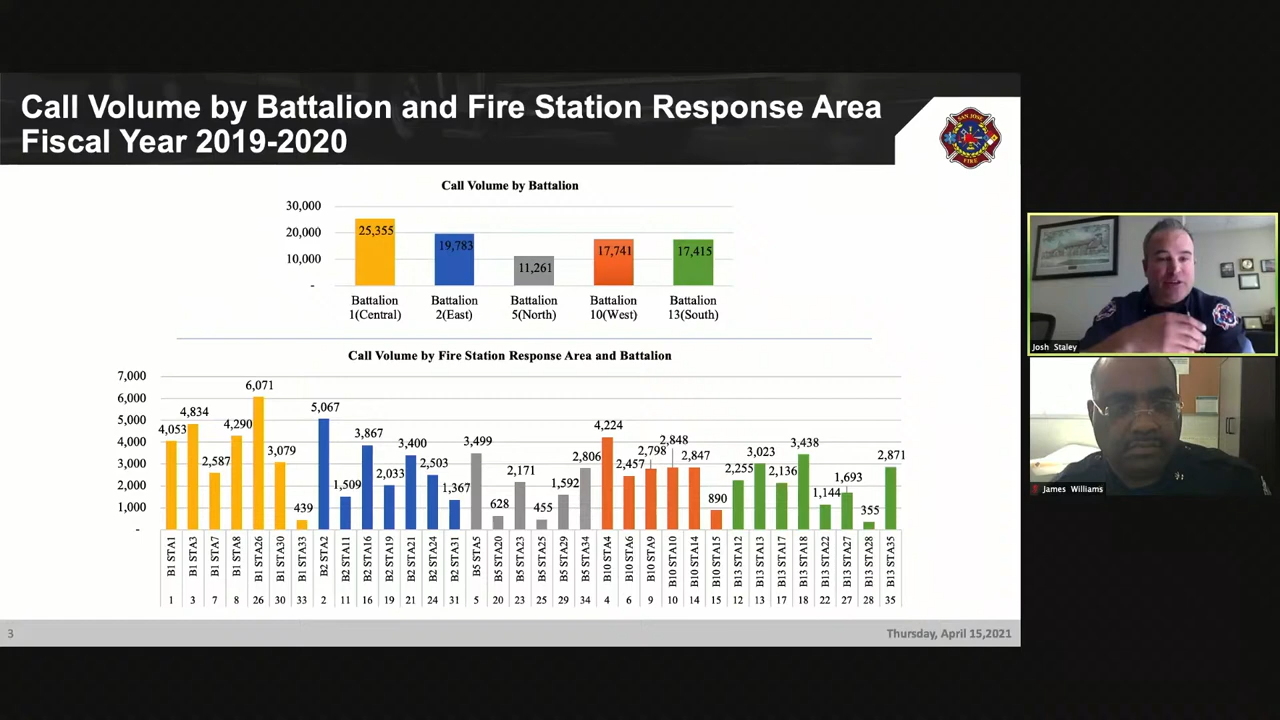 Call Volume by Battalion and Fire Station Response Area
Fiscal Year 2019-2020
SAN JOSE
FIRE
Call Volume by Battalion
30,000
20,000
10,000
-
25,355
19,783
11,261
17,741
17,415
Battalion 1(Central)
Battalion 2(East)
Battalion 5(North)
Battalion 10(West)
Battalion 13(South)
Call Volume by Fire Station Response Area and Battalion
7,000
6,000
5,000
4,000
3,000
2,000
1,000
-
4,053
4,834
2,587
4,290
6,071
3,079
439
5,067
1,509
3,867
2,033
3,400
2,503
1,367
3,499
628
2,171
455
1,592
2,806
4,224
2,457
2,798
2,848
2,847
890
2,255
3,023
2,136
3,438
1,144
1,693
355
2,871
B1 STA1
B1 STA3
B1 STA7
B1 STA8
B1 STA26
B1 STA30
B1 STA33
B2 STA2
B2 STA11
B2 STA16
B2 STA19
B2 STA21
B2 STA24
B2 STA31
B5 STA5
B5 STA20
B5 STA23
B5 STA25
B5 STA29
B5 STA34
B10 STA4
B10 STA6
B10 STA9
B10 STA10
B10 STA14
B10 STA15
B13 STA12
B13 STA13
B13 STA17
B13 STA18
B13 STA22
B13 STA27
B13 STA28
B13 STA35
1 3 7 8 26 30 33 2 11 16 19 21 24 31 5 20 23 25 29 34 4 6 9 10 14 15 12 13 17 18 22 27 28 35
3
Thursday, April 15,2021
Josh Staley
James Williams